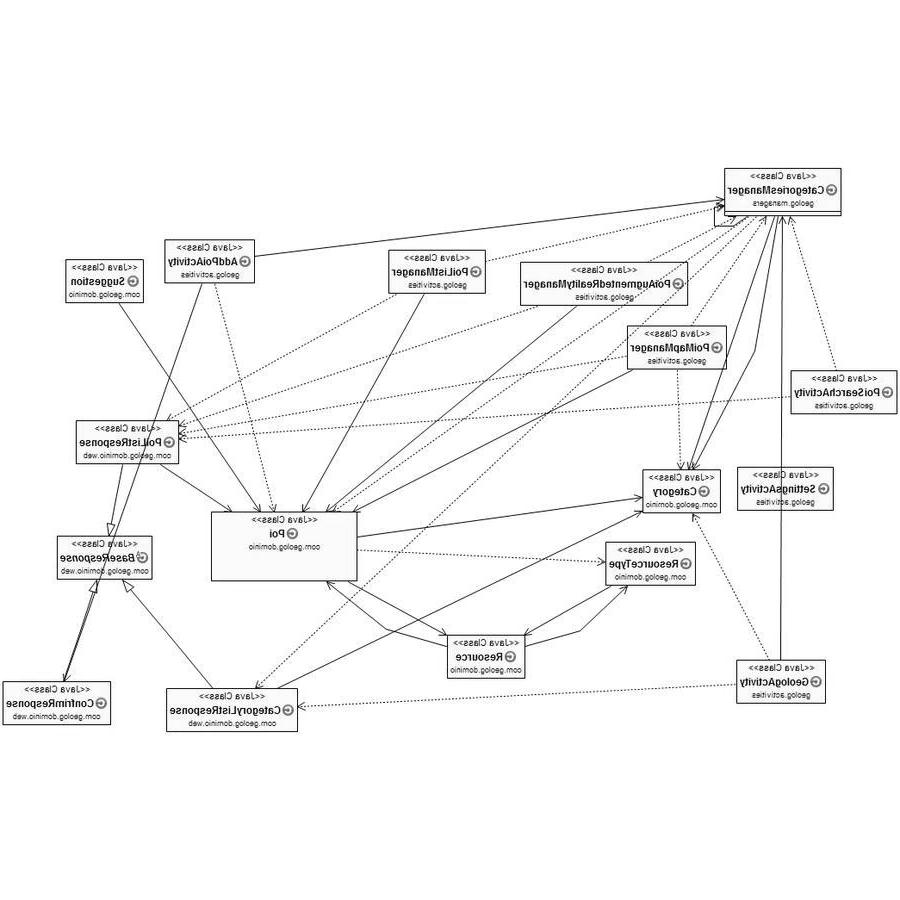 <<Java Class>>
CategoriesManager
geolog.managers
<<Java Class>>
AddPoiActivity
geolog.activities
<<Java Class>>
Suggestion
com.geolog.dominio
<<Java Class>>
PoiListManager
geolog.activities
<<Java Class>>
PoiAugmentedRealityManager
geolog.activities
<<Java Class>>
PoiMapManager
geolog.activities
<<Java Class>>
PoiSearchActivity
geolog.activities
<<Java Class>>
PoiListResponse
com.geolog.dominio.web
<<Java Class>>
Category
com.geolog.dominio
<<Java Class>>
SettingsActivity
geolog.activities
<<Java Class>>
Poi
com.geolog.dominio
<<Java Class>>
BaseResponse
com.geolog.dominio.web
<<Java Class>>
ResourceType
com.geolog.dominio
<<Java Class>>
Resource
com.geolog.dominio
<<Java Class>>
GeologActivity
geolog.activities
<<Java Class>>
ConfirmResponse
com.geolog.dominio.web
<<Java Class>>
CategoryListResponse
com.geolog.dominio.web